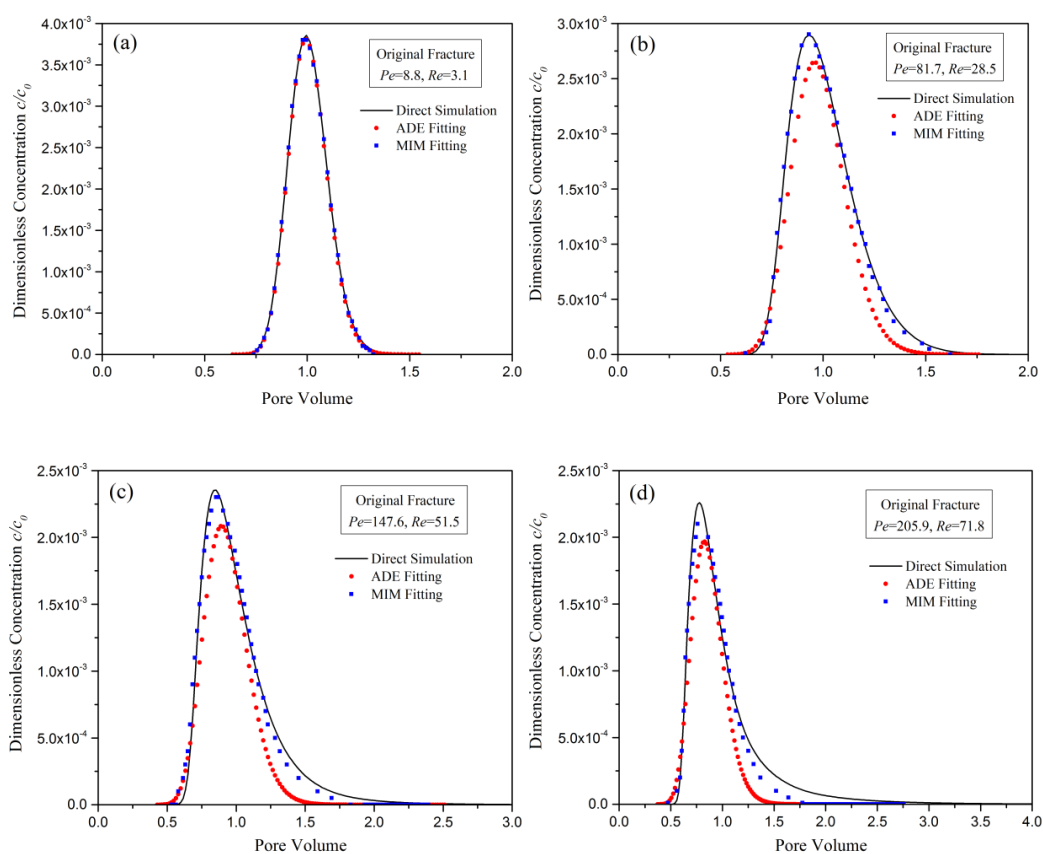 (a)
Original Fracture
Pe=8.8, Re=3.1
Direct Simulation
ADE Fitting
MIM Fitting
Dimensionless Concentration c/c0
4.0x10-3
3.5x10-3
3.0x10-3
2.5x10-3
2.0x10-3
1.5x10-3
1.0x10-3
5.0x10-4
0.0
0.0 0.5 1.0 1.5 2.0
Pore Volume
(b)
Original Fracture
Pe=81.7, Re=28.5
Direct Simulation
ADE Fitting
MIM Fitting
Dimensionless Concentration c/c0
3.0x10-3
2.5x10-3
2.0x10-3
1.5x10-3
1.0x10-3
5.0x10-4
0.0
0.0 0.5 1.0 1.5 2.0
Pore Volume
(c)
Original Fracture
Pe=147.6, Re=51.5
Direct Simulation
ADE Fitting
MIM Fitting
Dimensionless Concentration c/c0
2.5x10-3
2.0x10-3
1.5x10-3
1.0x10-3
5.0x10-4
0.0
0.0 0.5 1.0 1.5 2.0 2.5 3.0
Pore Volume
(d)
Original Fracture
Pe=205.9, Re=71.8
Direct Simulation
ADE Fitting
MIM Fitting
Dimensionless Concentration c/c0
2.5x10-3
2.0x10-3
1.5x10-3
1.0x10-3
5.0x10-4
0.0
0.0 0.5 1.0 1.5 2.0 2.5 3.0 3.5 4.0
Pore Volume